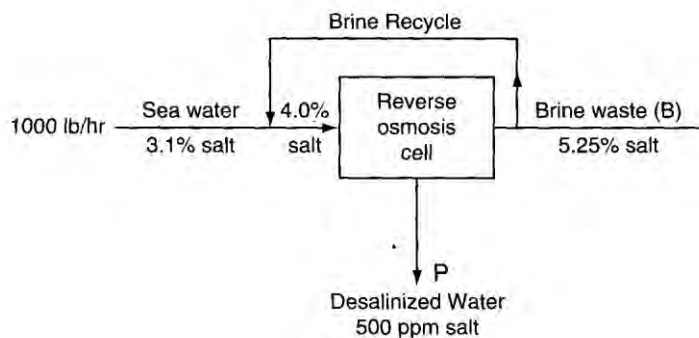 Brine Recycle
1000 lb/hr
Sea water
3.1% salt
4.0%
salt
Reverse
osmosis
cell
Brine waste (B)
5.25% salt
P
Desalinized Water
500 ppm salt